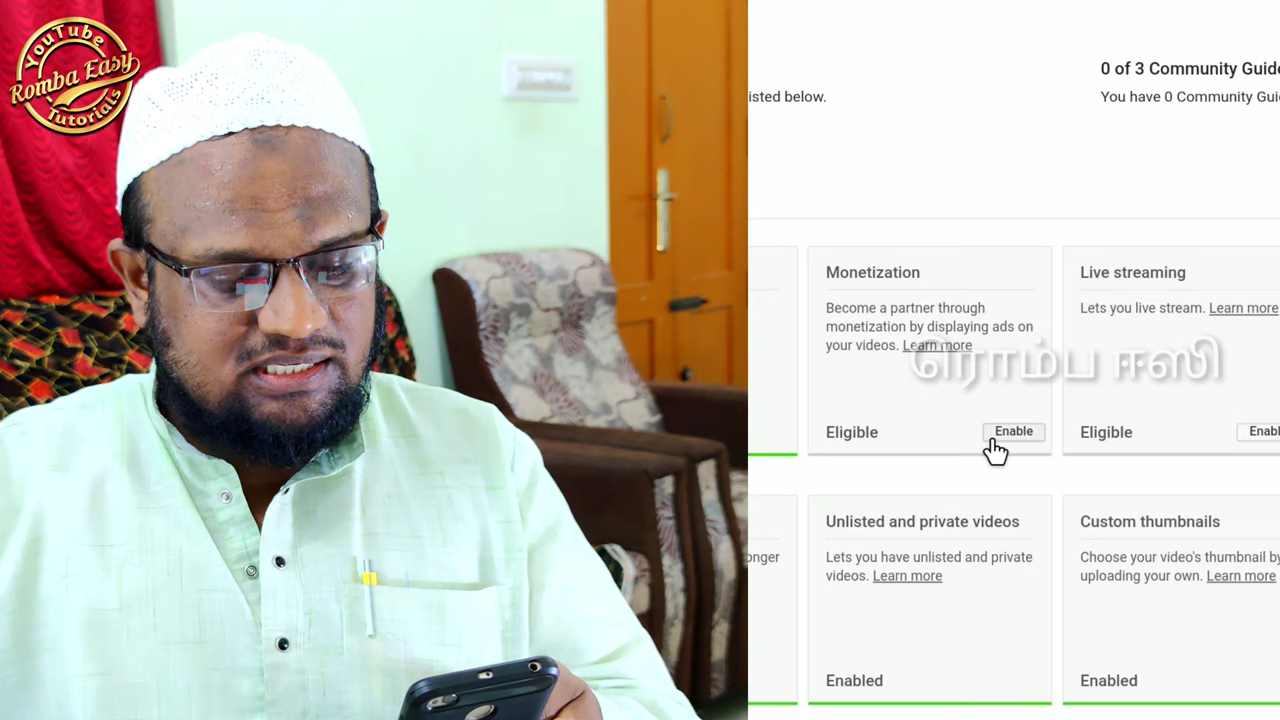 YouTube
Romba Easy
Tutorials
0 of 3 Community Guide
isted below.
You have 0 Community Gui
Monetization
Become a partner through
monetization by displaying ads on
your videos. Learn more
Eligible
Enable
Live streaming
Lets you live stream. Learn more
Eligible
Enabl
ரொம்ப ஈஸி
onger
Unlisted and private videos
Lets you have unlisted and private
videos. Learn more
Enabled
Custom thumbnails
Choose your video's thumbnail by
uploading your own. Learn more
Enabled